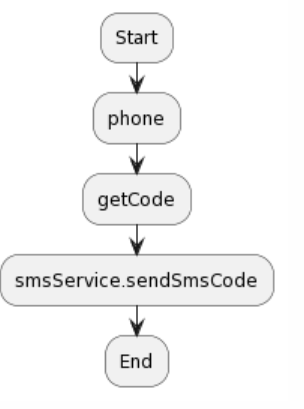 Start
phone
getCode
smsService.sendSmsCode
End